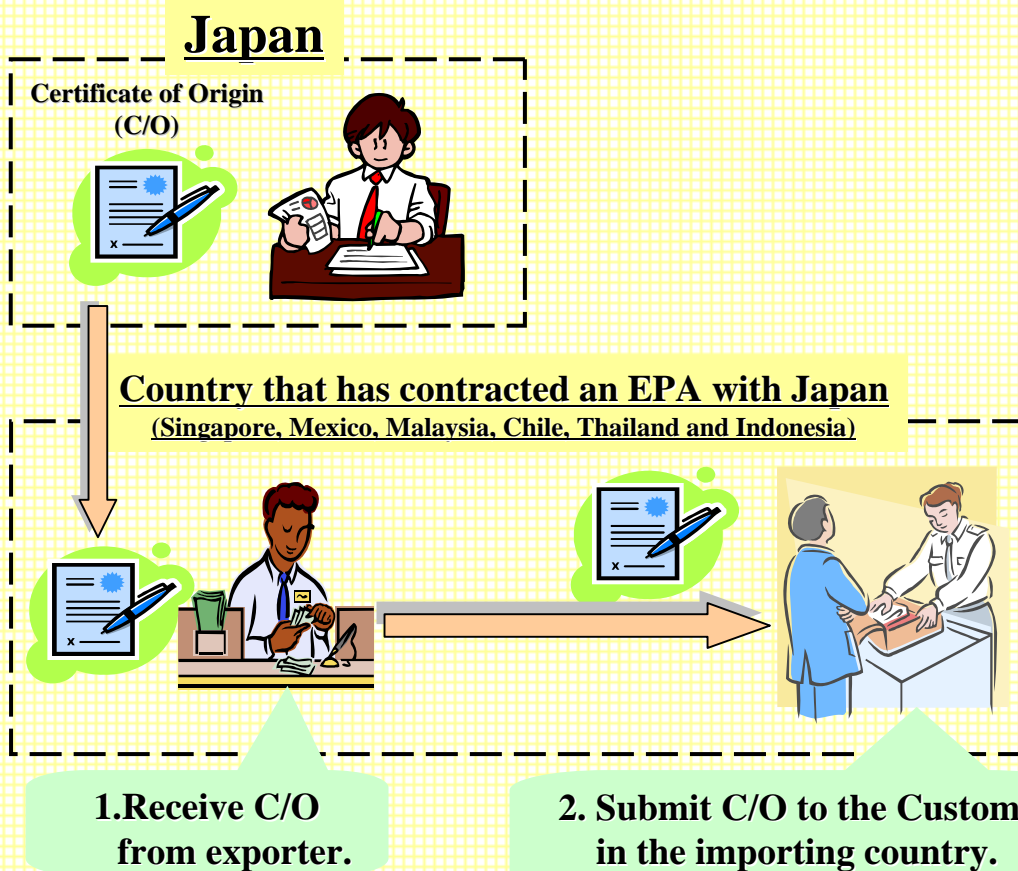 Japan
Certificate of Origin
(C/O)
x
Country that has contracted an EPA with Japan
(Singapore, Mexico, Malaysia, Chile, Thailand and Indonesia)
x
x
1.Receive C/O
from exporter.
2. Submit C/O to the Custom
in the importing country.